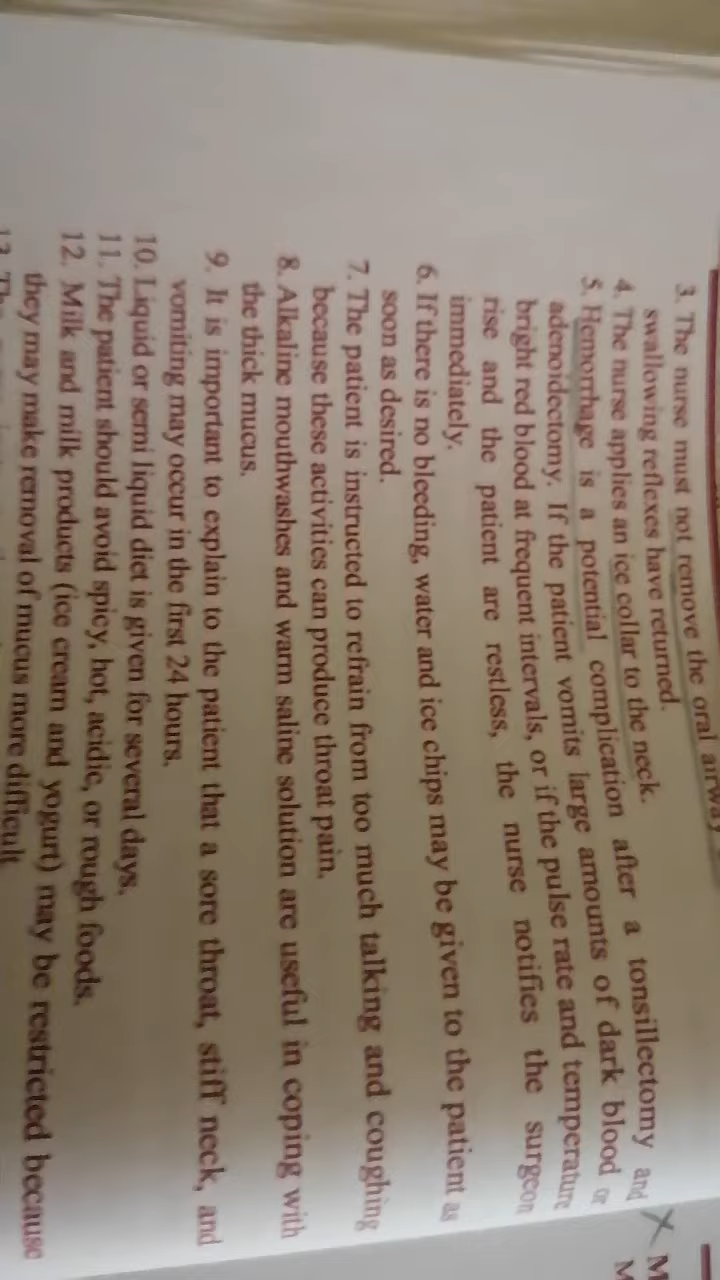 3. The nurse must not remove the oral airway
swallowing reflexes have returned.
4. The nurse applies an ice collar to the neck.
5. Hemorrhage is a potential complication after a tonsillectomy and
adenoidectomy. If the patient vomits large amounts of dark blood or
bright red blood at frequent intervals, or if the pulse rate and temperature
rise and the patient are restless, the nurse notifies the surgeon
immediately.
6. If there is no bleeding, water and ice chips may be given to the patient as
soon as desired.
7. The patient is instructed to refrain from too much talking and coughing
because these activities can produce throat pain.
8. Alkaline mouthwashes and warm saline solution are useful in coping with
the thick mucus.
9. It is important to explain to the patient that a sore throat, stiff neck, and
vomiting may occur in the first 24 hours.
10. Liquid or semi liquid diet is given for several days.
11. The patient should avoid spicy, hot, acidic, or rough foods.
12. Milk and milk products (ice cream and yogurt) may be restricted because
they may make removal of mucus more difficult
M
M